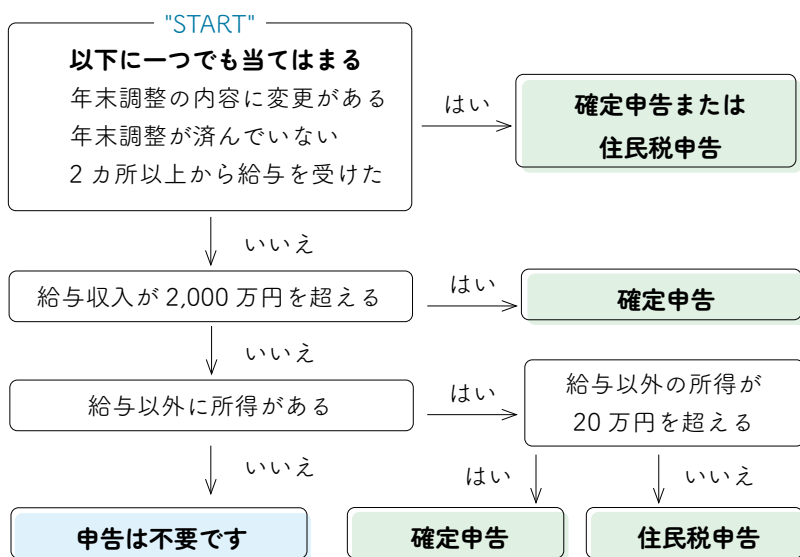 "START"
以下に一つでも当てはまる
年末調整の内容に変更がある
年末調整が済んでいない
2 カ所以上から給与を受けた
はい
確定申告または
住民税申告
いいえ
給与収入が 2,000 万円を超える
はい
確定申告
いいえ
給与以外に所得がある
はい
給与以外の所得が
20 万円を超える
いいえ
はい
いいえ
申告は不要です
確定申告
住民税申告